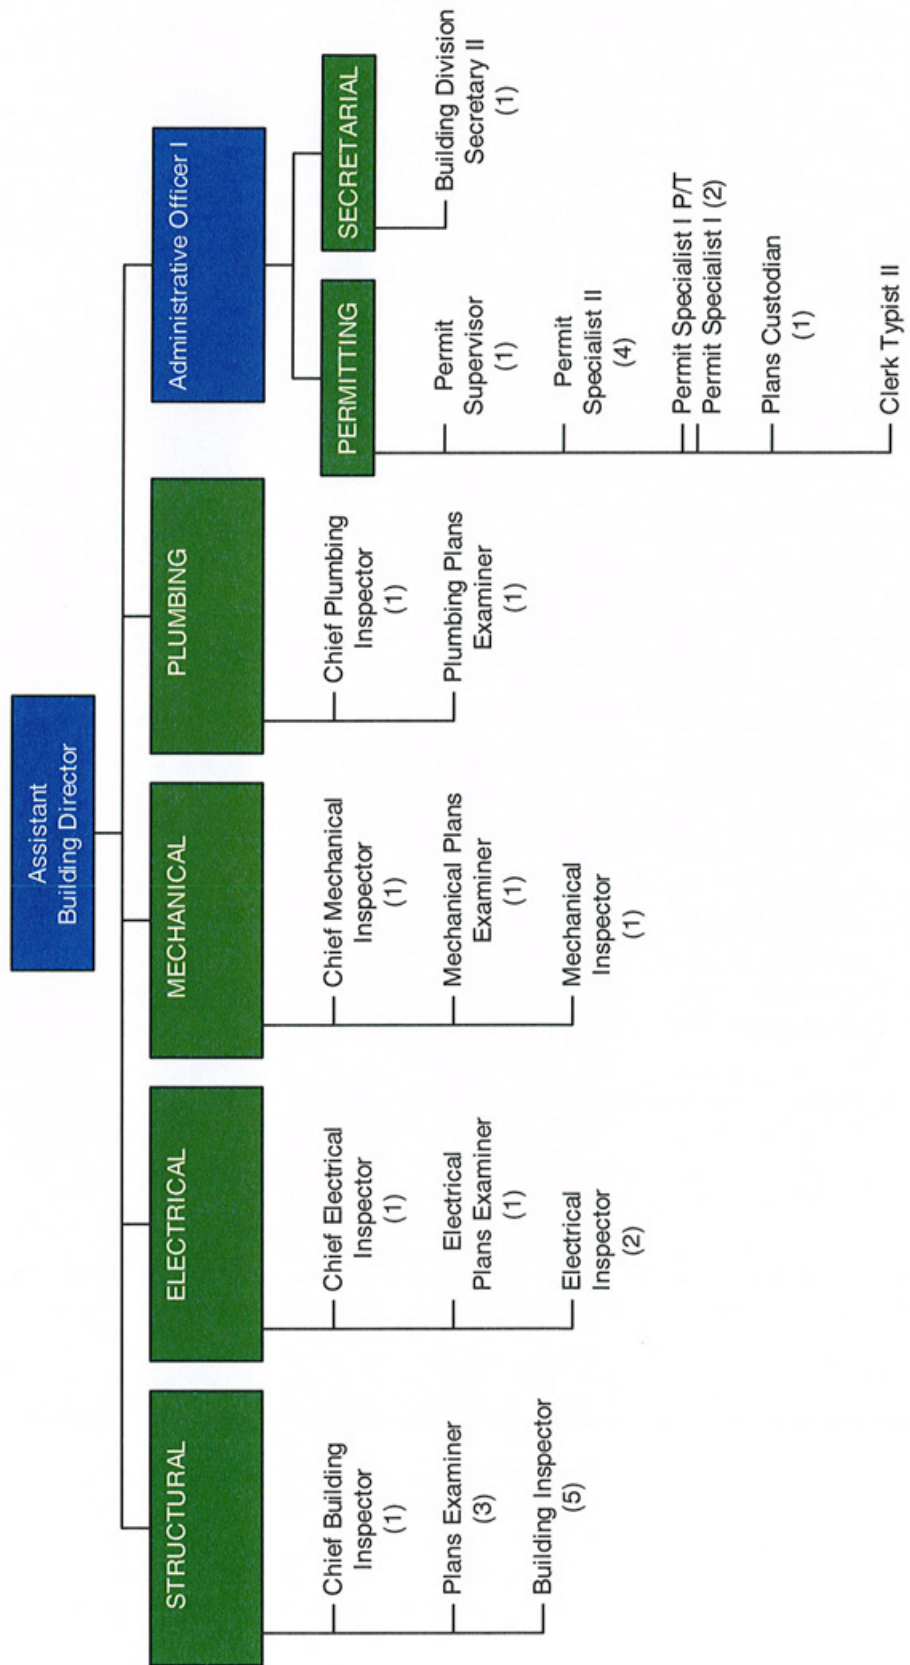 Assistant
Building Director
STRUCTURAL
Chief Building
Inspector
(1)
Plans Examiner
(3)
Building Inspector
(5)
ELECTRICAL
Chief Electrical
Inspector
(1)
Electrical
Plans Examiner
(1)
Electrical
Inspector
(2)
MECHANICAL
Chief Mechanical
Inspector
(1)
Mechanical Plans
Examiner
(1)
Mechanical
Inspector
(1)
PLUMBING
Chief Plumbing
Inspector
(1)
Plumbing Plans
Examiner
(1)
Administrative Officer I
PERMITTING
Permit
Supervisor
(1)
Permit
Specialist II
(4)
Permit Specialist I P/T
Permit Specialist I (2)
Plans Custodian
(1)
Clerk Typist II
SECRETARIAL
Building Division
Secretary II
(1)